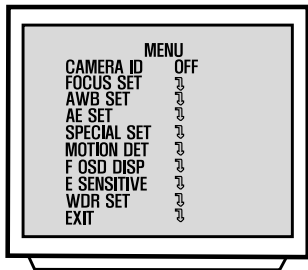 MENU
CAMERA ID OFF
FOCUS SET ↴
AWB SET ↴
AE SET ↴
SPECIAL SET ↴
MOTION DET ↴
F OSD DISP ↴
E SENSITIVE ↴
WDR SET ↴
EXIT ↴